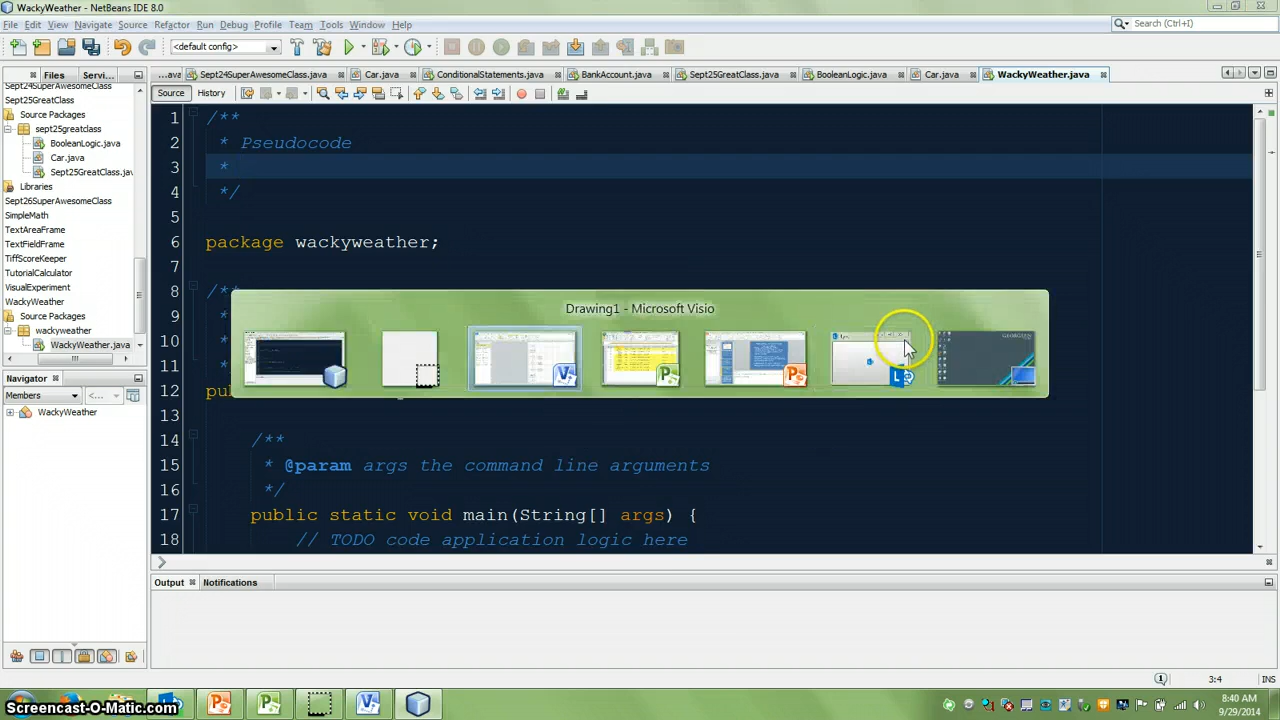 WackyWeather - NetBeans IDE 8.0
File Edit View Navigate Source Refactor Run Debug Profile Team Tools Window Help
Search (Ctrl+I)
<default config>
Files Servi...
...ava Sept24SuperAwesomeClass.java Car.java ConditionalStatements.java BankAccount.java Sept25GreatClass.java BooleanLogic.java Car.java WackyWeather.java
Source History
Sept24SuperAwesomeClass
Sept25GreatClass
Source Packages
sept25greatclass
BooleanLogic.java
Car.java
Sept25GreatClass.jav
Libraries
Sept26SuperAwesomeClass
SimpleMath
TextAreaFrame
TextFieldFrame
TiffScoreKeeper
TutorialCalculator
VisualExperiment
WackyWeather
Source Packages
wackyweather
WackyWeather.java
Navigator
Members <...
WackyWeather
1 /**
2 * Pseudocode
3 *
4 */
5
6 package wackyweather;
7
8 /**
9 *
10 *
11 *
12 pu
13
14 /**
15 * @param args the command line arguments
16 */
17 public static void main(String[] args) {
18 // TODO code application logic here
Drawing1 - Microsoft Visio
Output Notifications
3:4 INS
Screencast-O-Matic.com
8:40 AM
9/29/2014